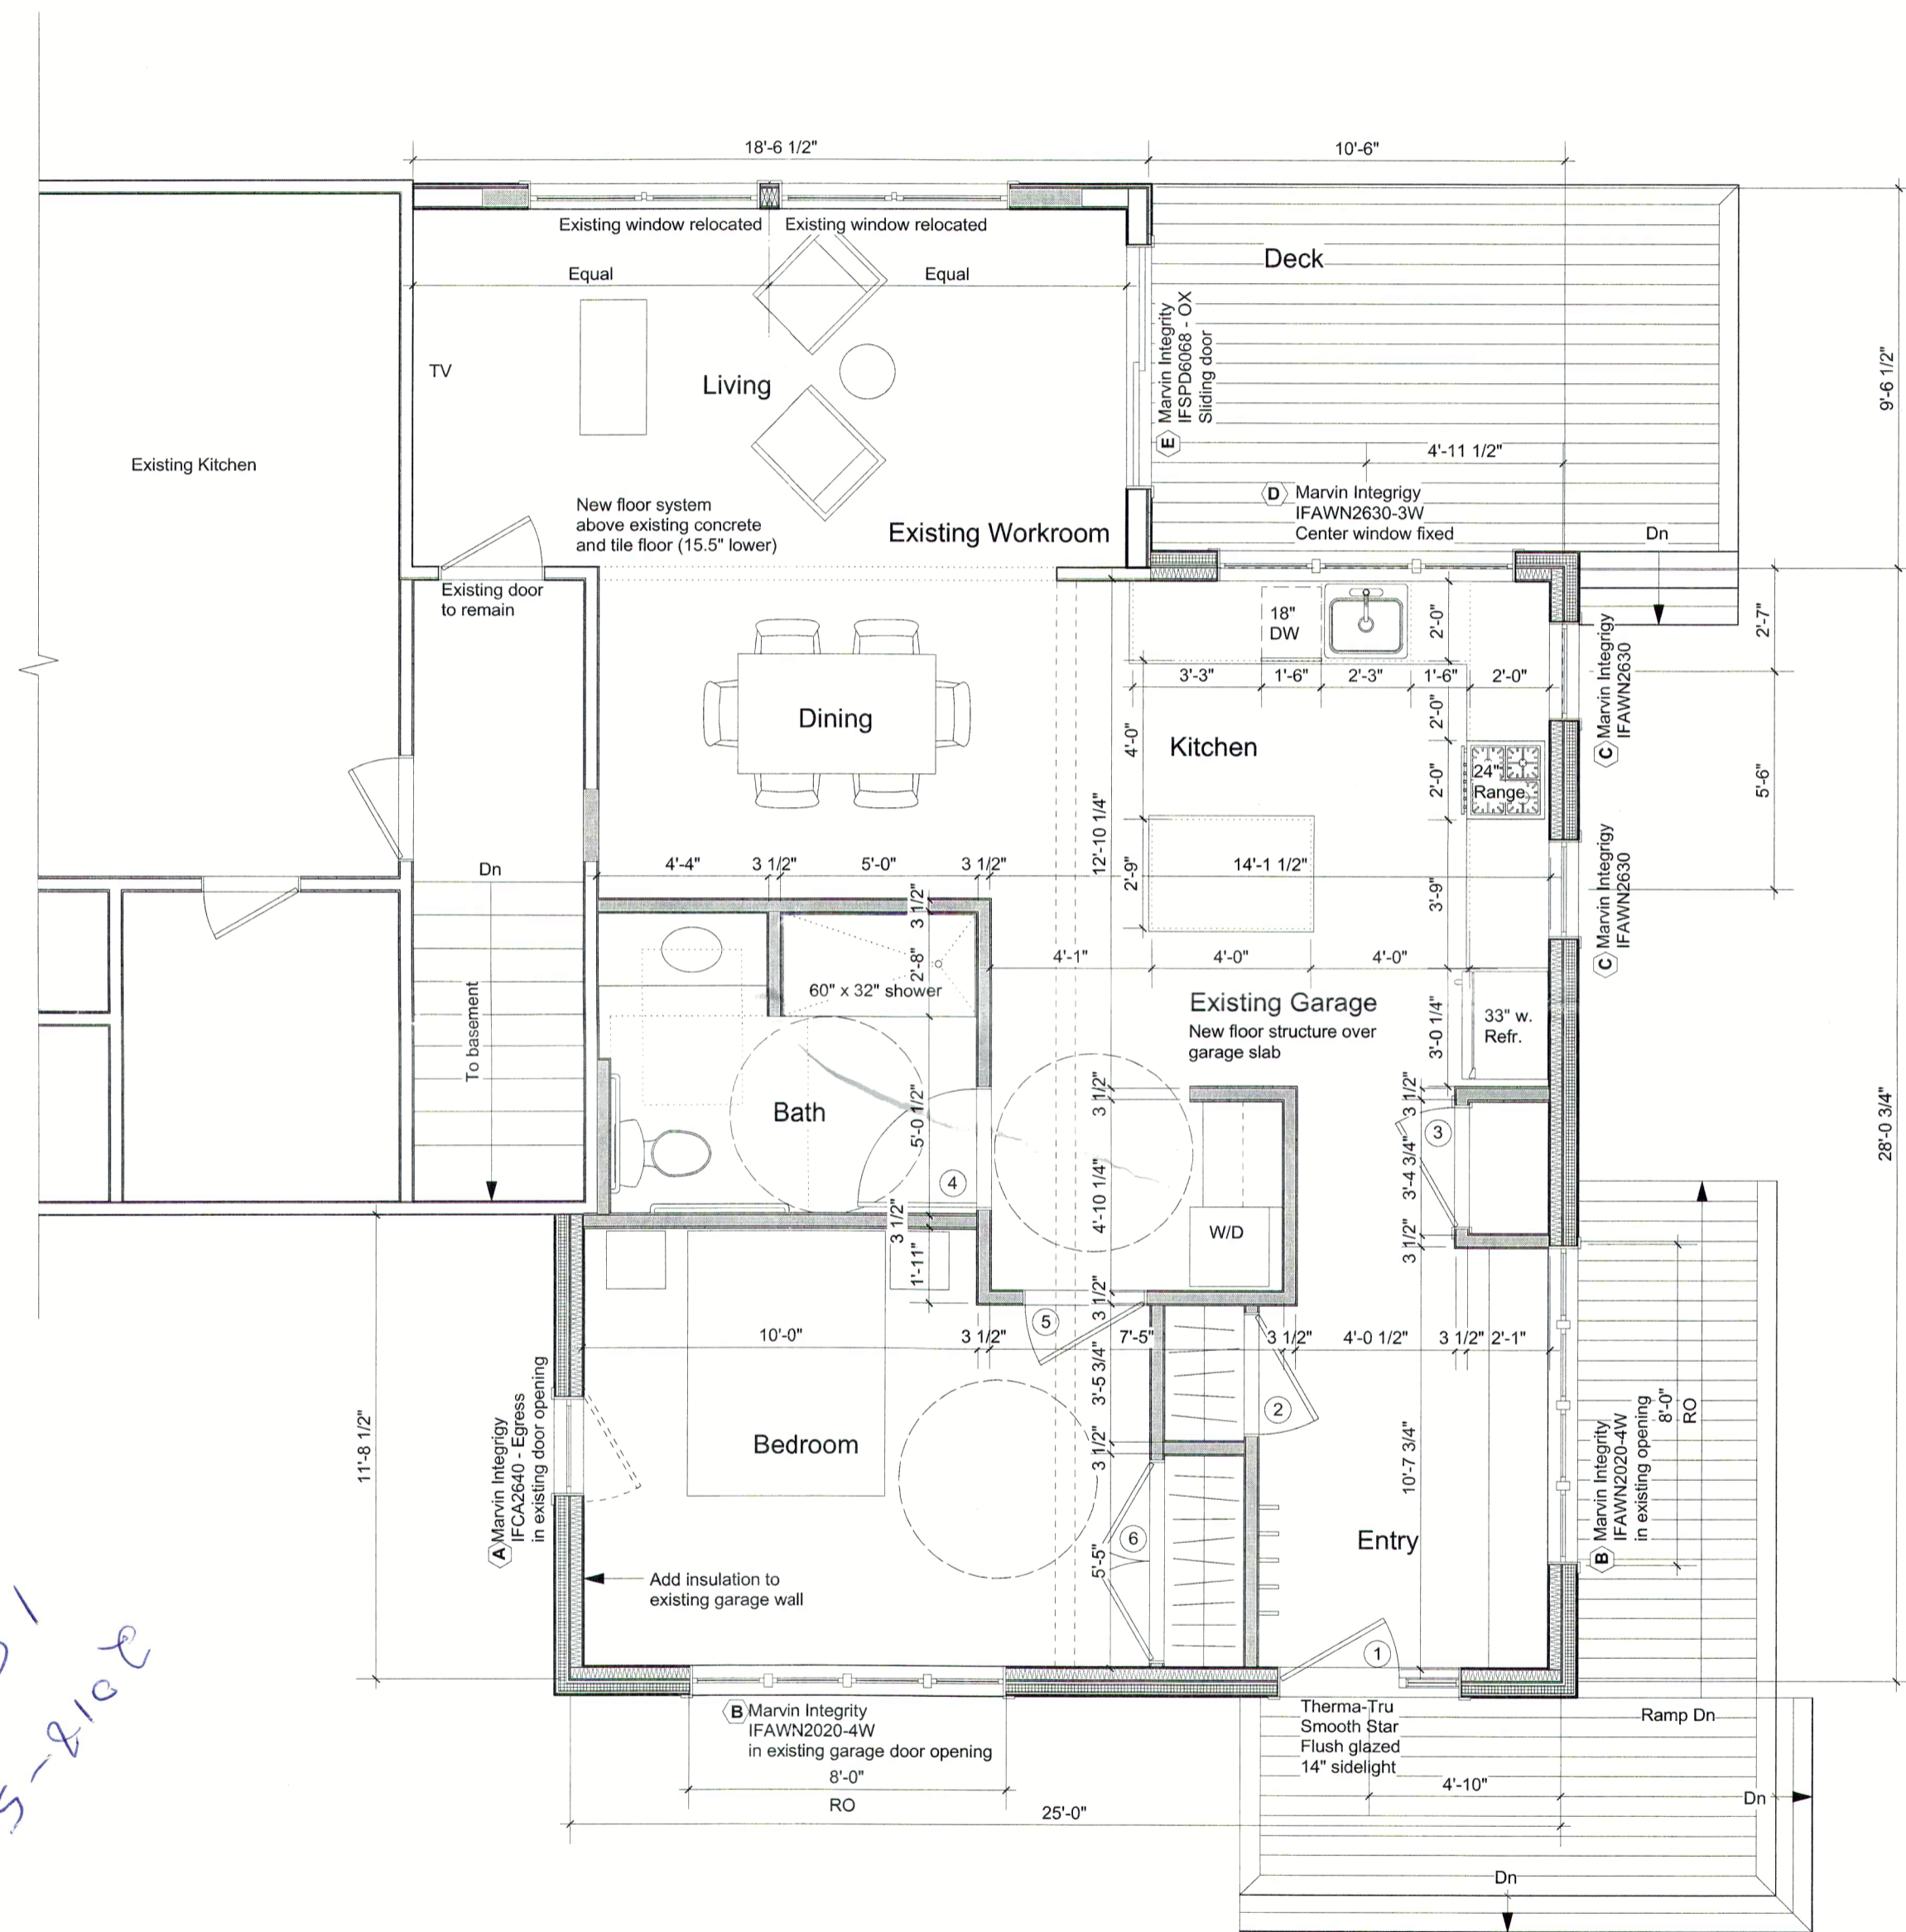 18'-6 1/2"
10'-6"
Existing window relocated
Existing window relocated
Equal
Equal
Deck
TV
Living
Marvin Integrity
IFSPD6068 - OX
Sliding door
E
9'-6 1/2"
4'-11 1/2"
Existing Kitchen
New floor system
above existing concrete
and tile floor (15.5" lower)
Existing Workroom
D
Marvin Integrigy
IFAWN2630-3W
Center window fixed
Dn
Existing door
to remain
18"
DW
2'-0"
2'-7"
3'-3"
1'-6"
2'-3"
1'-6"
2'-0"
C Marvin Integrigy
IFAWN2630
Dining
Kitchen
4'-0"
2'-0"
2'-0"
24"
Range
5'-6"
12'-10 1/4"
Dn
4'-4"
3 1/2"
5'-0"
3 1/2"
2'-9"
14'-1 1/2"
3'-9"
C Marvin Integrigy
IFAWN2630
3 1/2"
2'-8"
4'-1"
4'-0"
4'-0"
60" x 32" shower
Existing Garage
New floor structure over
garage slab
3'-0 1/4"
33" w.
Refr.
To basement
Bath
5'-0 1/2"
3 1/2"
3 1/2"
3
3'-4 3/4"
28'-0 3/4"
4
4'-10 1/4"
3 1/2"
W/D
3 1/2"
1'-11"
3 1/2"
5
10'-0"
3 1/2"
7'-5"
3 1/2"
4'-0 1/2"
3 1/2"
2'-1"
3'-5 3/4"
2
11'-8 1/2"
A Marvin Integrigy
IFCA2640 - Egress
in existing door opening
Bedroom
3 1/2"
10'-7 3/4"
8'-0"
RO
B Marvin Integrity
IFAWN2020-4W
in existing opening
6
5'-5"
Entry
Add insulation to
existing garage wall
1
B Marvin Integrity
IFAWN2020-4W
in existing garage door opening
8'-0"
RO
Therma-Tru
Smooth Star
Flush glazed
14" sidelight
Ramp Dn
4'-10"
25'-0"
Dn
Dn